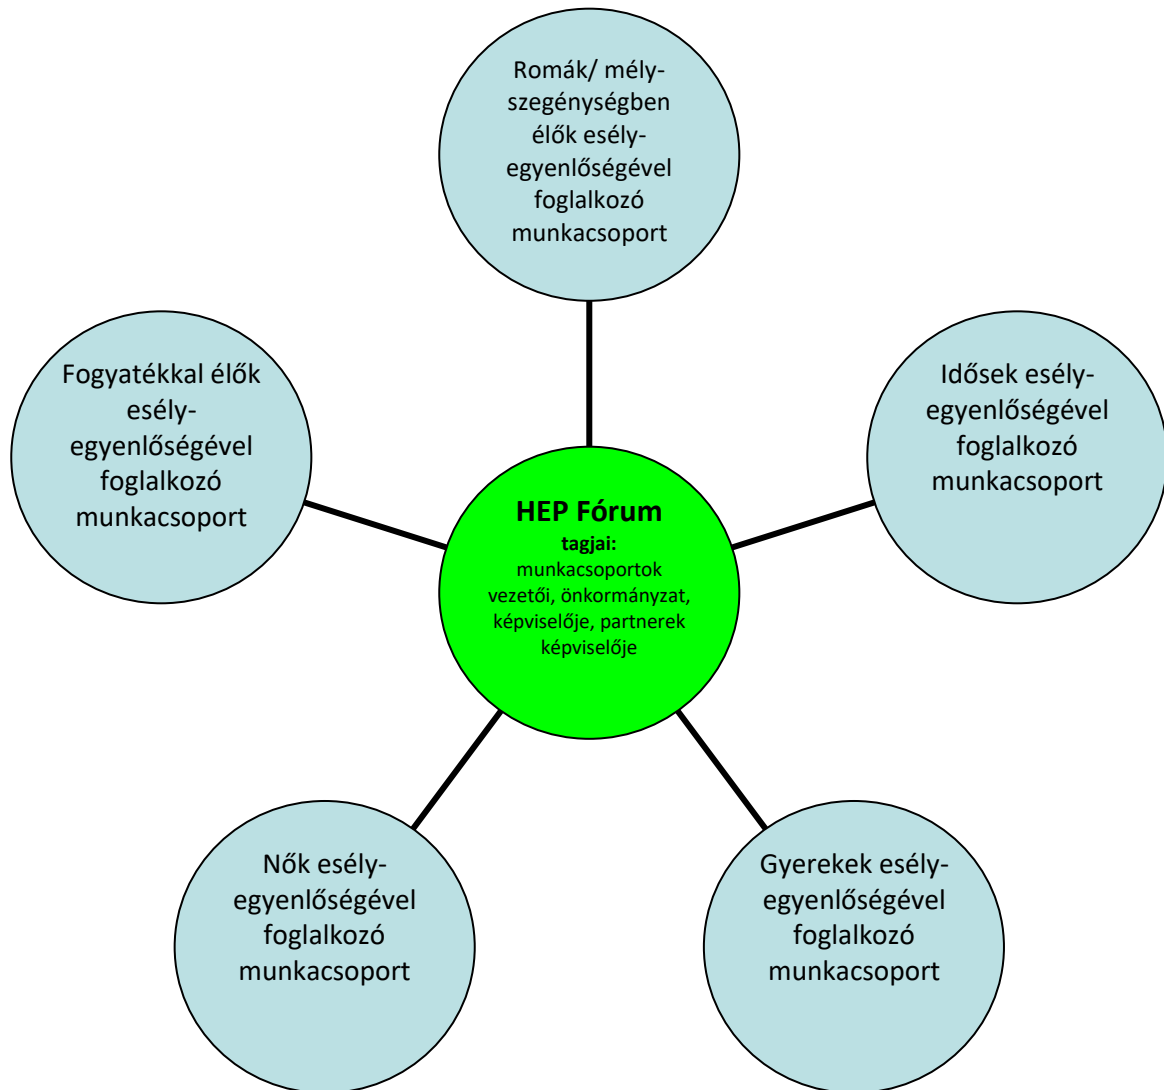 Romák/ mély-
szegénységben
élők esély-
egyenlőségével
foglalkozó
munkacsoport
Fogyatékkal élők
esély-
egyenlőségével
foglalkozó
munkacsoport
Idősek esély-
egyenlőségével
foglalkozó
munkacsoport
HEP Fórum
tagjai:
munkacsoportok
vezetői, önkormányzat,
képviselője, partnerek
képviselője
Nők esély-
egyenlőségével
foglalkozó
munkacsoport
Gyerekek esély-
egyenlőségével
foglalkozó
munkacsoport